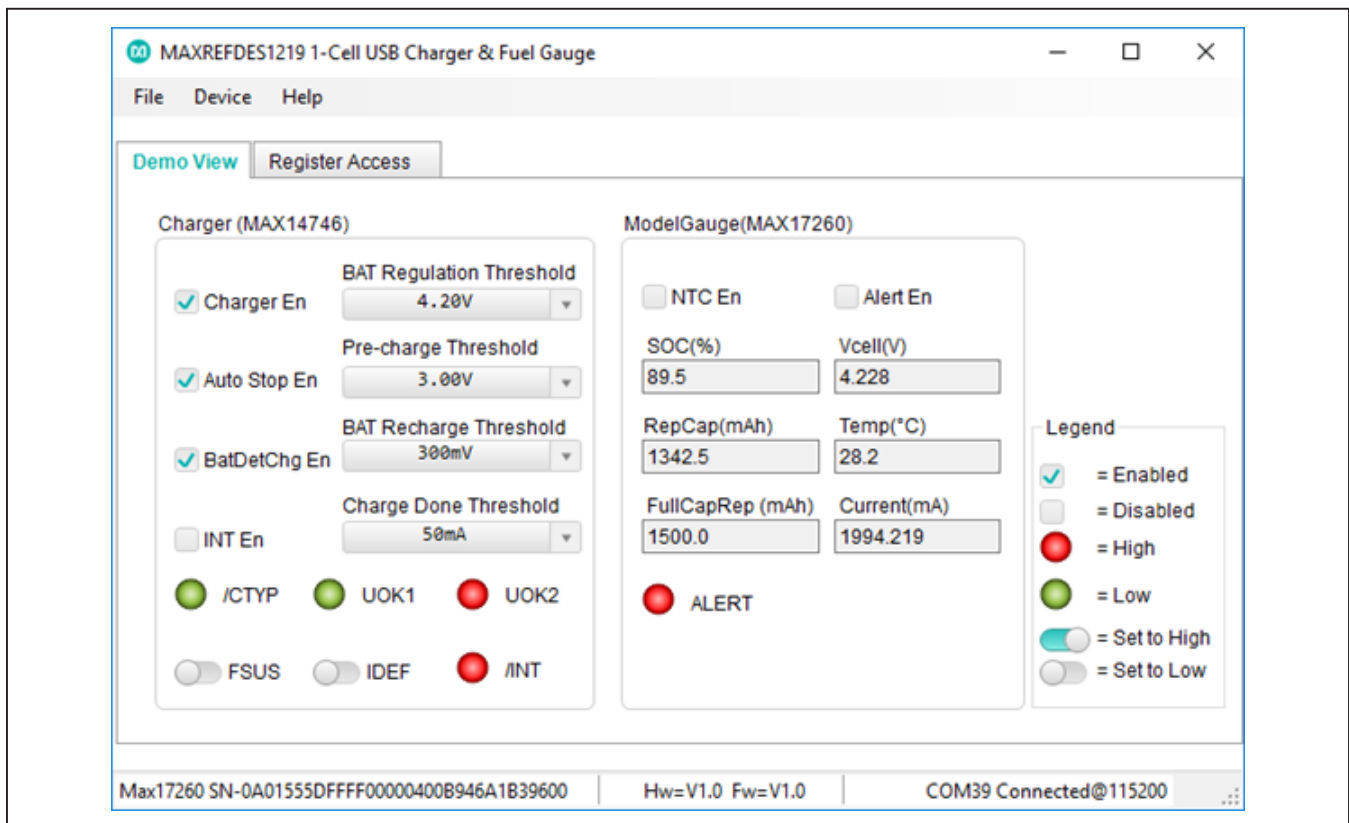 MAXREFDES1219 1-Cell USB Charger & Fuel Gauge
File Device Help
Demo View Register Access
Charger (MAX14746)
BAT Regulation Threshold
Charger En 4.20V
Pre-charge Threshold
Auto Stop En 3.00V
BAT Recharge Threshold
BatDetChg En 300mV
Charge Done Threshold
INT En 50mA
/CTYP UOK1 UOK2
FSUS IDEF /INT
ModelGauge(MAX17260)
NTC En Alert En
SOC(%) Vcell(V)
89.5 4.228
RepCap(mAh) Temp(°C)
1342.5 28.2
FullCapRep (mAh) Current(mA)
1500.0 1994.219
ALERT
Legend
= Enabled
= Disabled
= High
= Low
= Set to High
= Set to Low
Max17260 SN-0A01555DFFFF00000400B946A1B39600 Hw=V1.0 Fw=V1.0 COM39 Connected@115200